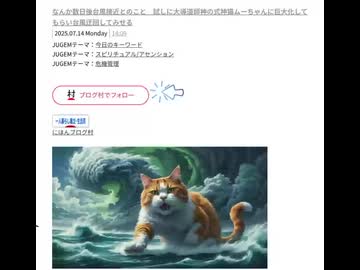 なんか数日後台風接近とのこと　試しに大導道師神の式神猫ムーちゃんに巨大化して
もらい台風迂回してみせる
2025.07.14 Monday
14:09
JUGEMテーマ：今日のキーワード
JUGEMテーマ：スピリチュアル/アセンション
JUGEMテーマ：危機管理
村 ブログ村でフォロー
にほんブログ村